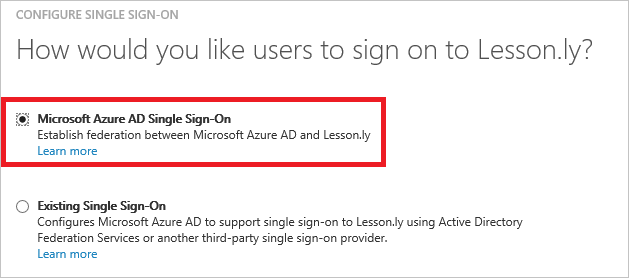 CONFIGURE SINGLE SIGN-ON
How would you like users to sign on to Lesson.ly?
Microsoft Azure AD Single Sign-On
Establish federation between Microsoft Azure AD and Lesson.ly
Learn more
Existing Single Sign-On
Configures Microsoft Azure AD to support single sign-on to Lesson.ly using Active Directory
Federation Services or another third-party single sign-on provider.
Learn more